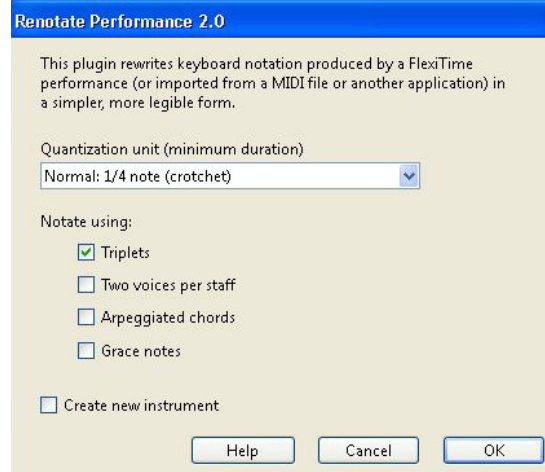 Renotate Performance 2.0
This plugin rewrites keyboard notation produced by a FlexiTime
performance (or imported from a MIDI file or another application) in
a simpler, more legible form.
Quantization unit (minimum duration)
Normal: 1/4 note (crotchet)
Notate using:
Triplets
Two voices per staff
Arpeggiated chords
Grace notes
Create new instrument
Help Cancel OK